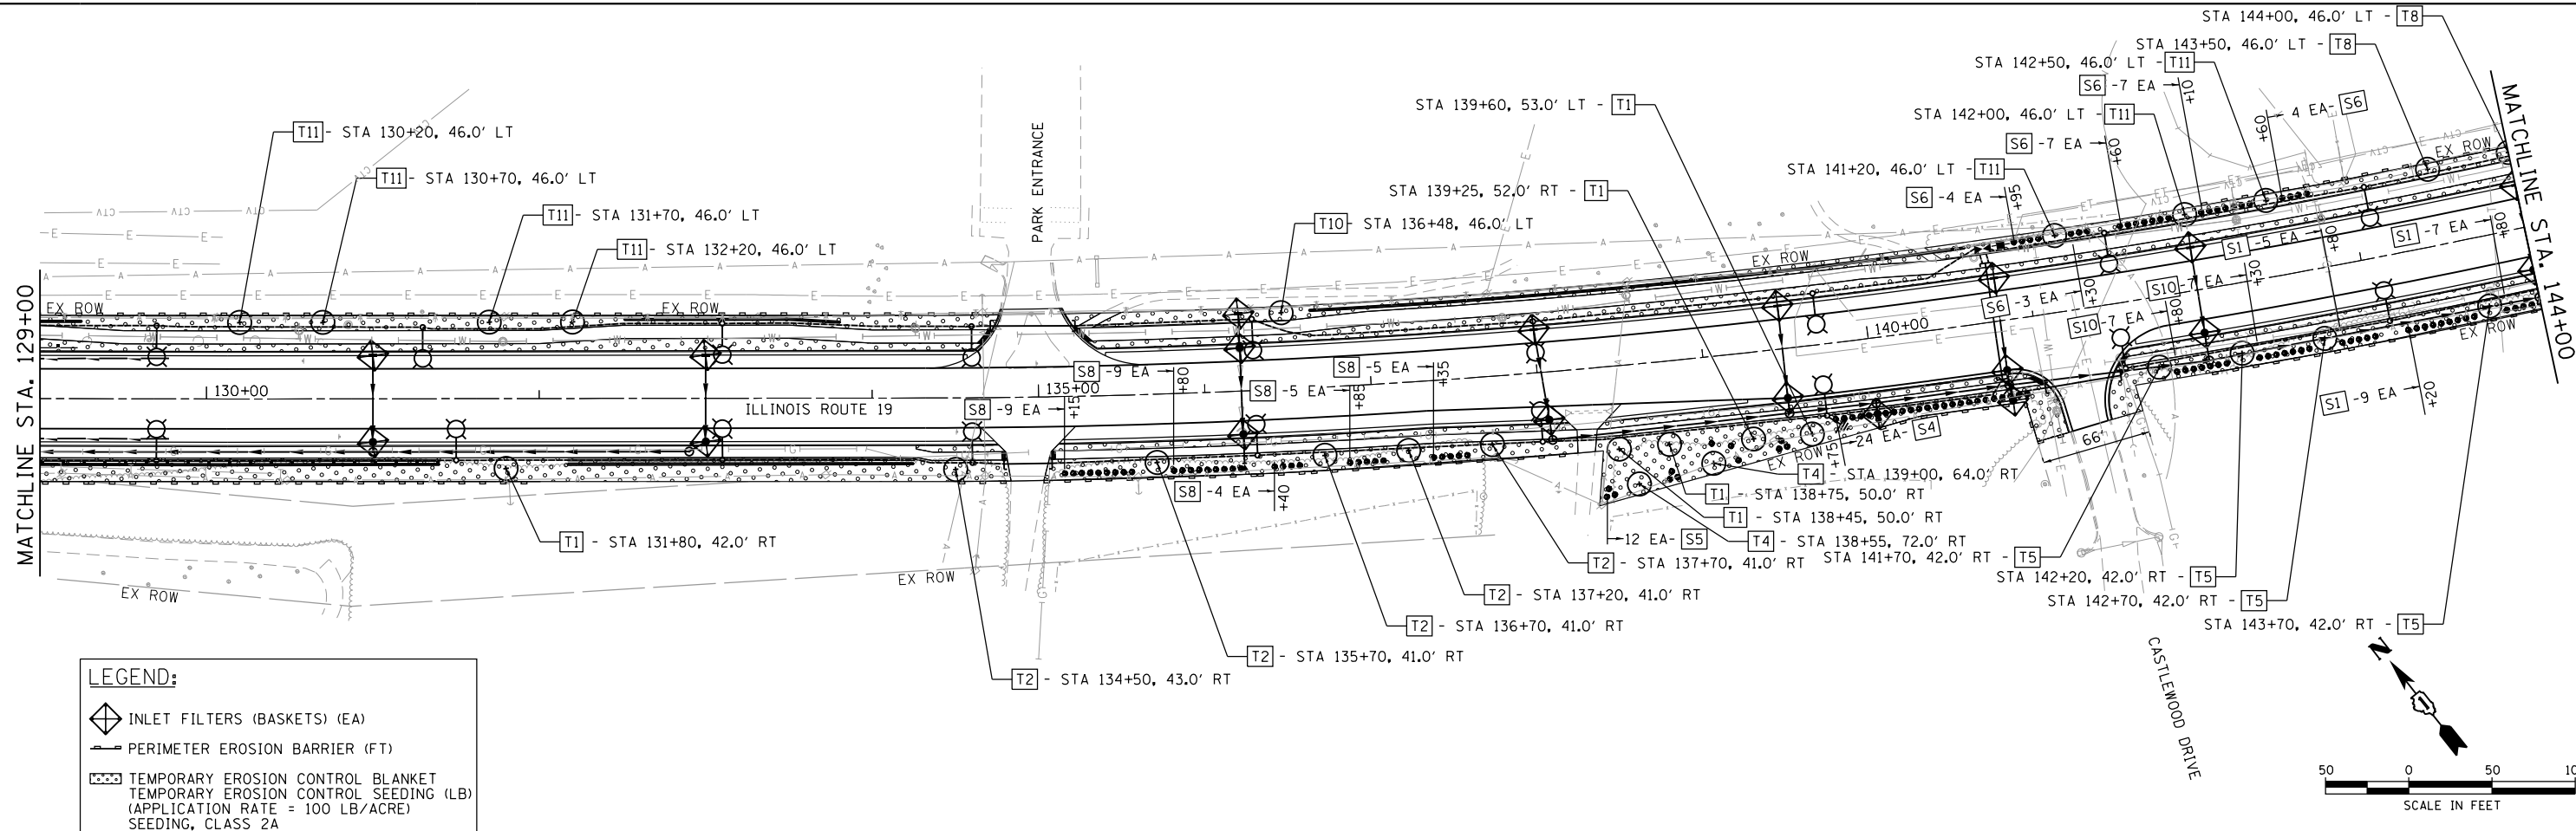 STA 144+00, 46.0' LT - T8
STA 143+50, 46.0' LT - T8
STA 142+50, 46.0' LT - T11
S6 -7 EA
+10
STA 142+00, 46.0' LT - T11
+60
4 EA- S6
S6 -7 EA
+60
STA 141+20, 46.0' LT - T11
S6 -4 EA
+95
STA 139+60, 53.0' LT - T1
STA 139+25, 52.0' RT - T1
T10 - STA 136+48, 46.0' LT
T11 - STA 130+20, 46.0' LT
T11 - STA 130+70, 46.0' LT
T11 - STA 131+70, 46.0' LT
T11 - STA 132+20, 46.0' LT
PARK ENTRANCE
MATCHLINE STA. 129+00
MATCHLINE STA. 144+00
EX ROW
EX ROW
EX ROW
EX ROW
EX ROW
EX ROW
EX ROW
EX ROW
S1 -5 EA
+80
S1 -7 EA
+80
S10 -7 EA
+30
S6 -3 EA
+30
S10 -7 EA
+80
S1 -9 EA
+20
130+00
135+00
140+00
ILLINOIS ROUTE 19
S8 -9 EA
+15
S8 -9 EA
+80
S8 -5 EA
+85
S8 -5 EA
+35
S8 -4 EA
+40
24 EA- S4
+75
12 EA- S5
66'
T4 - STA 139+00, 64.0' RT
T1 - STA 138+75, 50.0' RT
T1 - STA 138+45, 50.0' RT
T4 - STA 138+55, 72.0' RT
STA 141+70, 42.0' RT - T5
STA 142+20, 42.0' RT - T5
STA 142+70, 42.0' RT - T5
STA 143+70, 42.0' RT - T5
T1 - STA 131+80, 42.0' RT
T2 - STA 137+70, 41.0' RT
T2 - STA 137+20, 41.0' RT
T2 - STA 136+70, 41.0' RT
T2 - STA 135+70, 41.0' RT
T2 - STA 134+50, 43.0' RT
CASTLEWOOD DRIVE
N
LEGEND:
INLET FILTERS (BASKETS) (EA)
PERIMETER EROSION BARRIER (FT)
TEMPORARY EROSION CONTROL BLANKET
TEMPORARY EROSION CONTROL SEEDING (LB)
(APPLICATION RATE = 100 LB/ACRE)
SEEDING, CLASS 2A
50 0 50
SCALE IN FEET